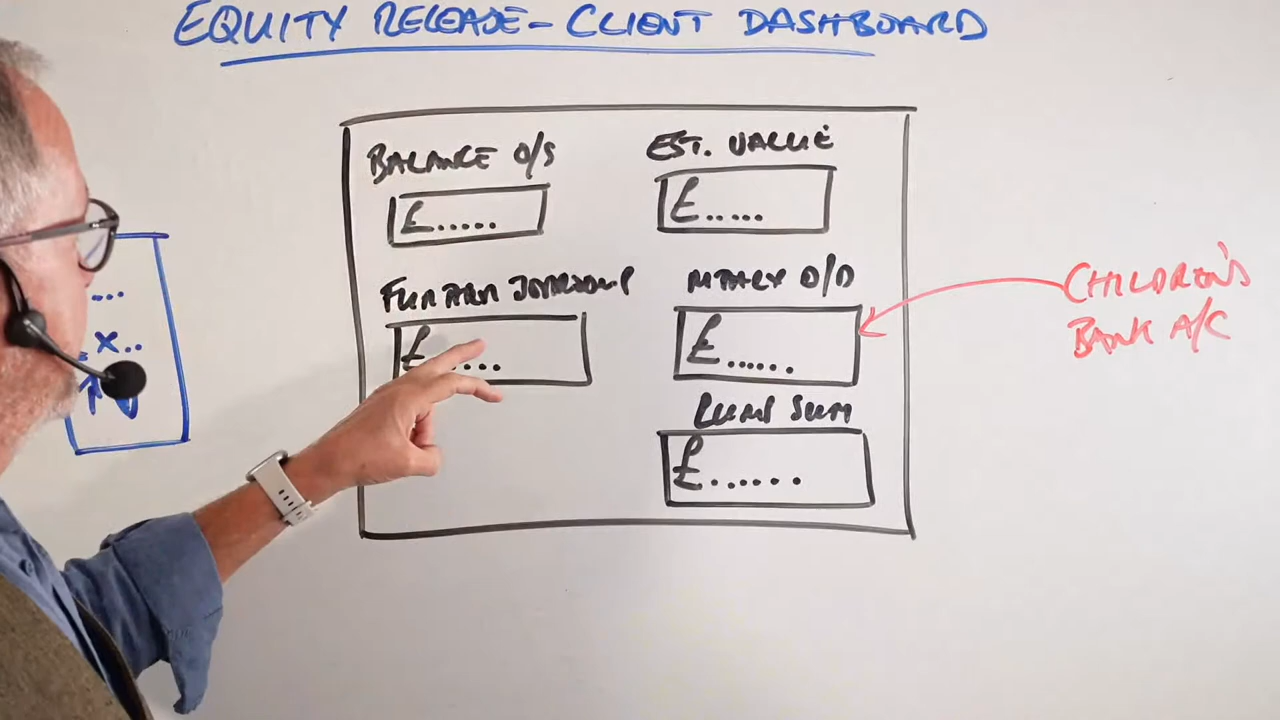 EQUITY RELEASE - CLIENT DASHBOARD
BALANCE O/S
£.....
EST. VALUE
£.....
£.....
MTHLY O/D
£......
LUMP SUM
£......
CHILDREN'S
BANK A/C
...
. X..